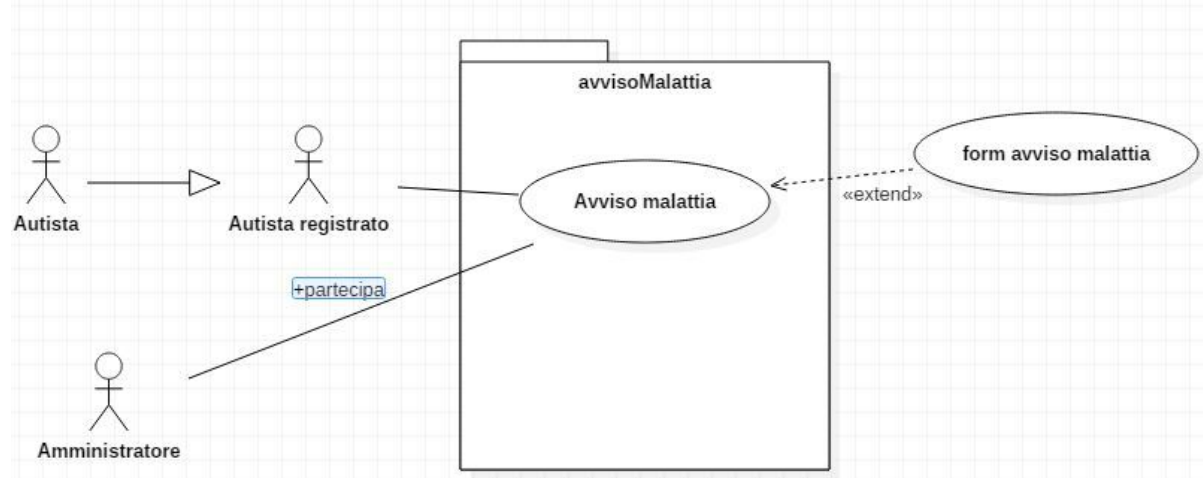 avvisoMalattia
form avviso malattia
Avviso malattia
«extend»
Autista
Autista registrato
+partecipa
Amministratore